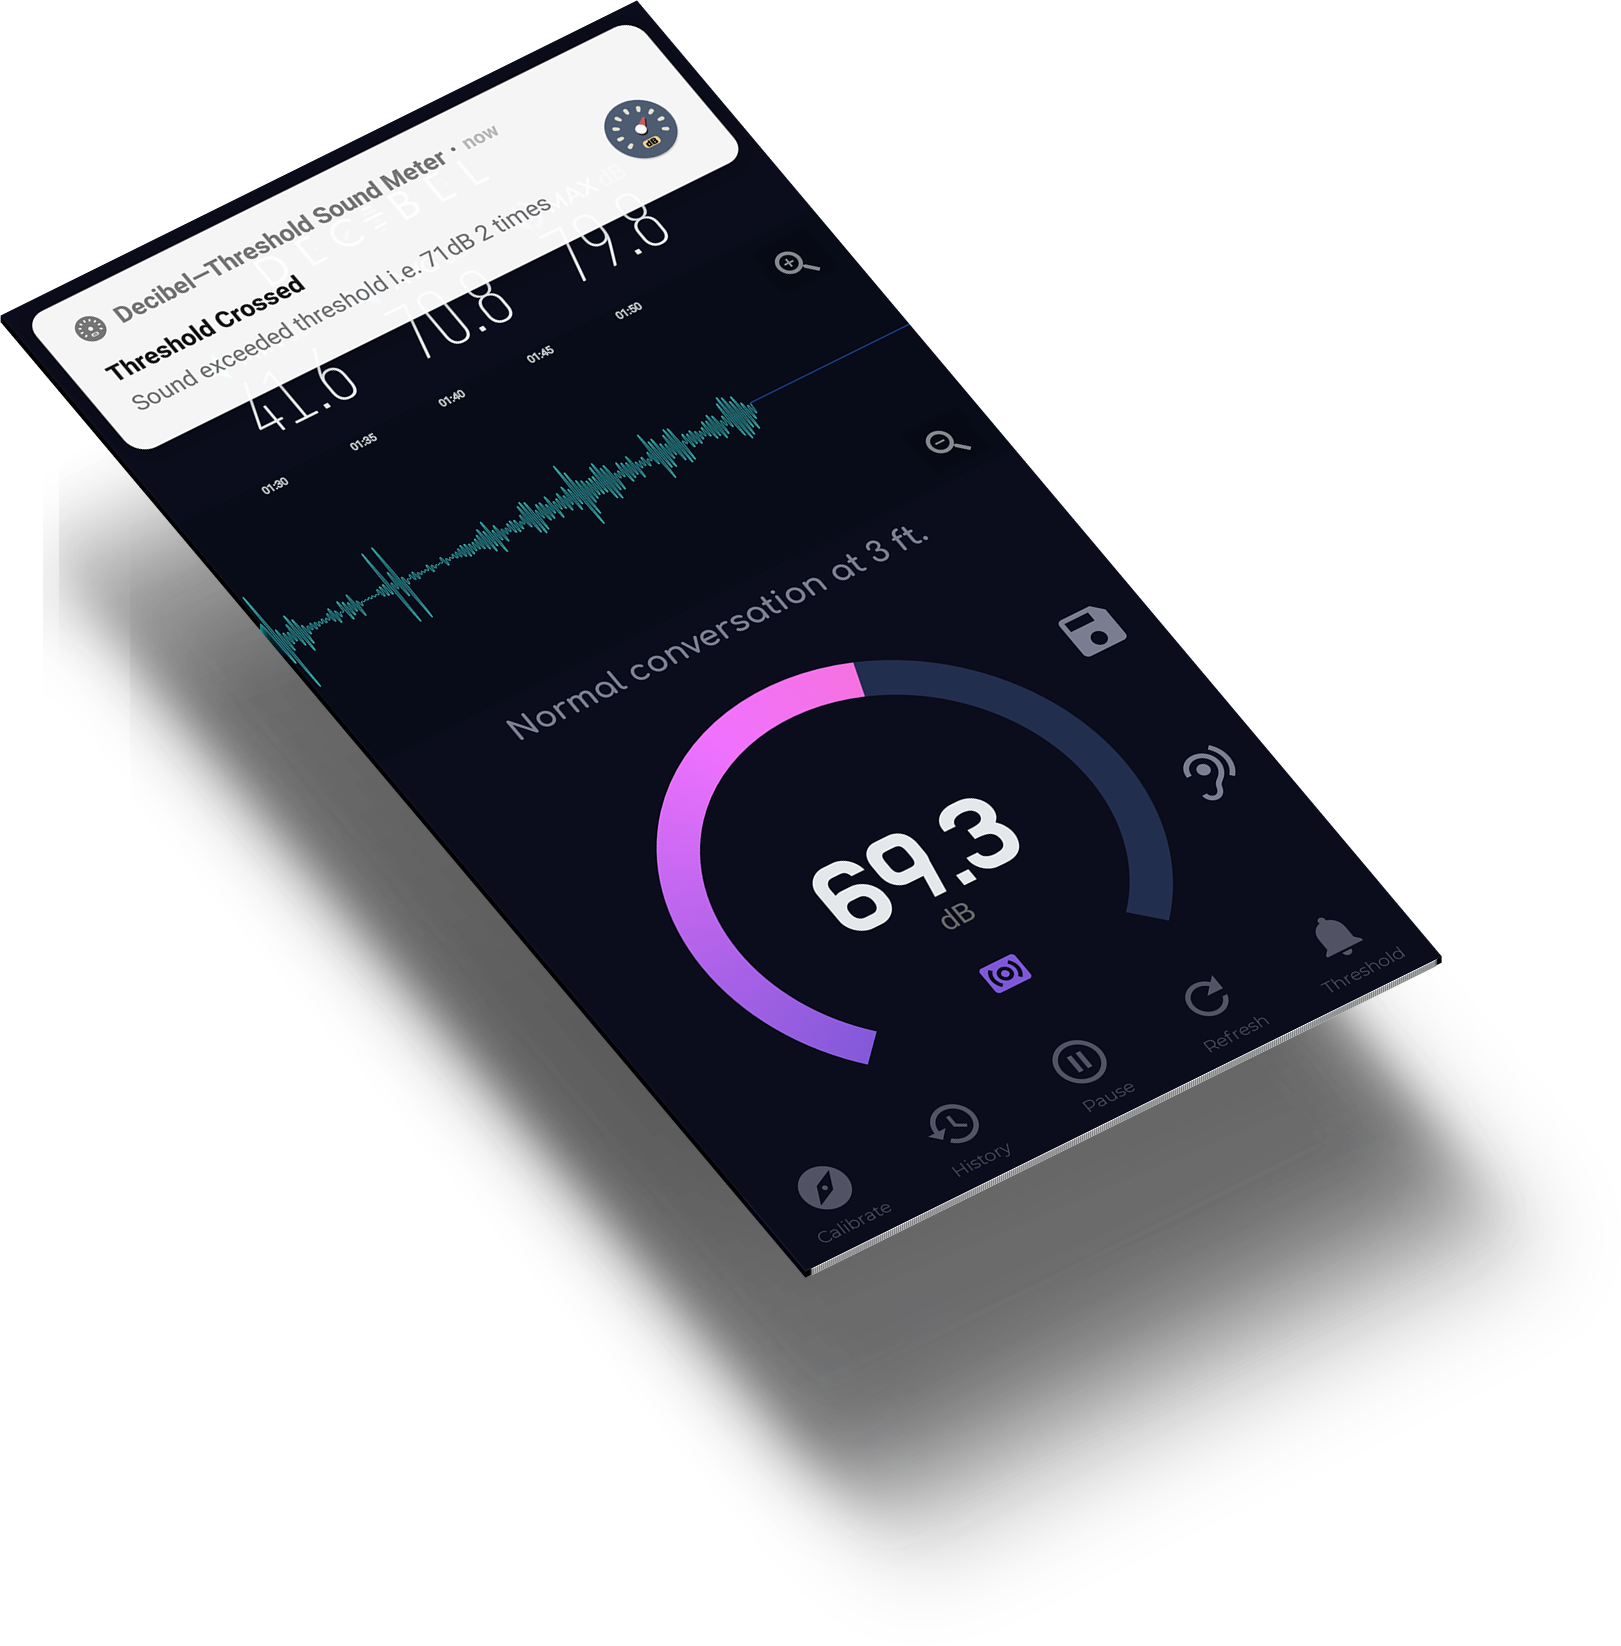 Decibel–Threshold Sound Meter · now
Threshold Crossed
Sound exceeded threshold i.e. 71dB 2 times
DEC≡BEL
MAX dB
41.6 70.8 79.8
01:30 01:35 01:40 01:45 01:50
Normal conversation at 3 ft.
69.3
dB
Calibrate History Pause Refresh Threshold